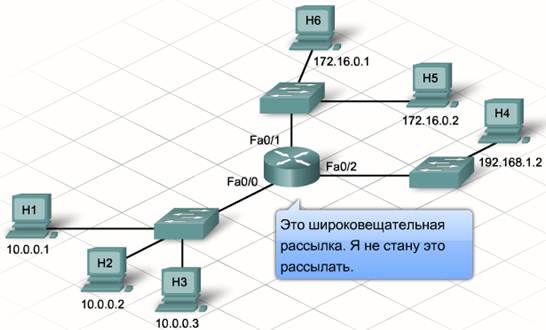 H6
172.16.0.1
H5
172.16.0.2
H4
192.168.1.2
Fa0/1
Fa0/2
Fa0/0
Это широковещательная
рассылка. Я не стану это
рассылать.
H1
10.0.0.1
H2
10.0.0.2
H3
10.0.0.3